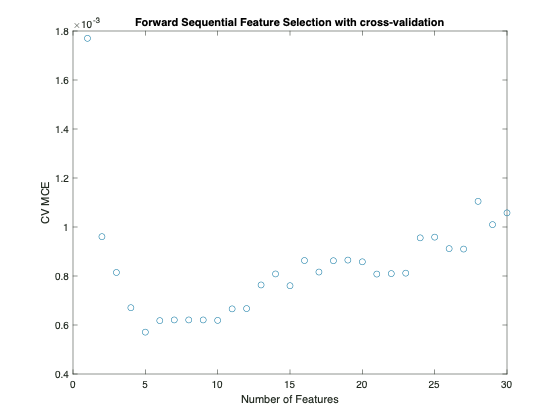 Forward Sequential Feature Selection with cross-validation
×10⁻³
1.8
1.6
1.4
1.2
1
0.8
0.6
0.4
CV MCE
0 5 10 15 20 25 30
Number of Features